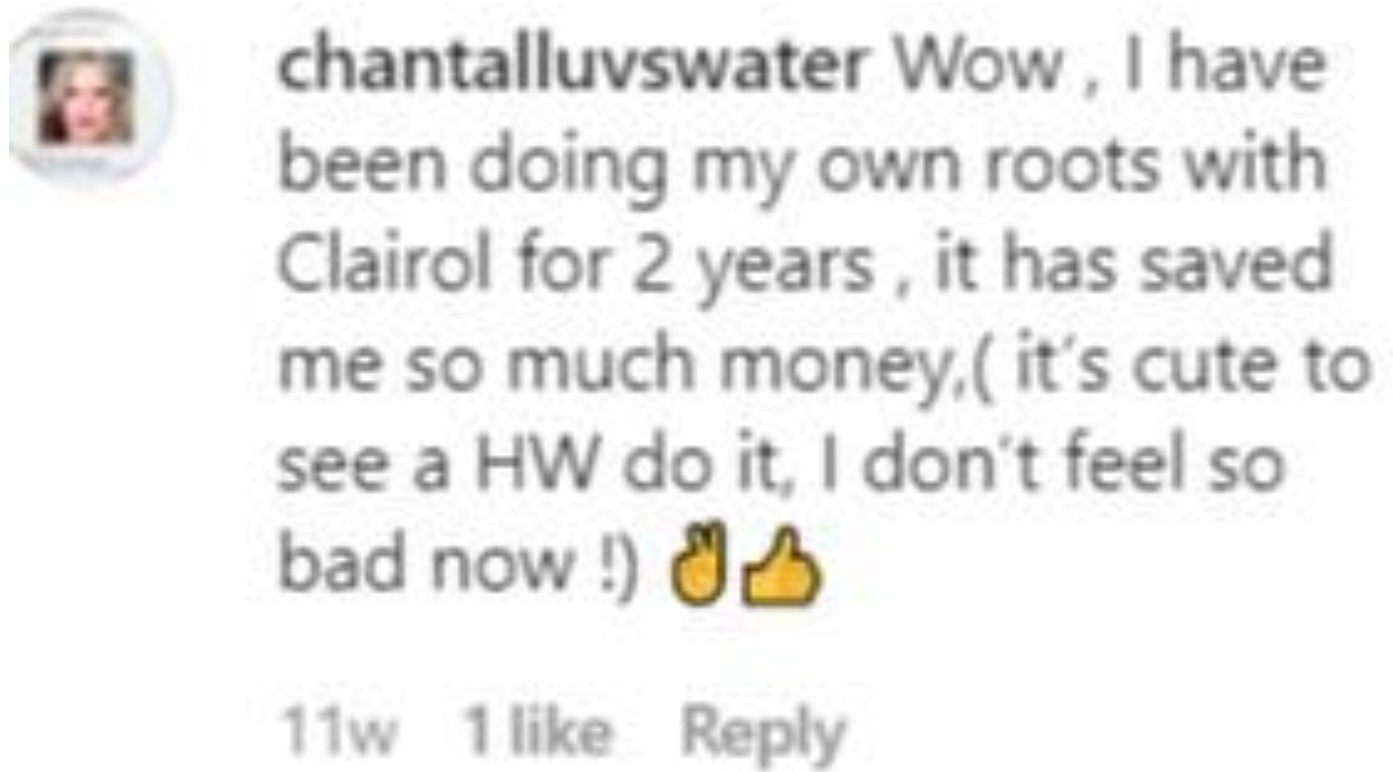 chantalluvswater Wow , I have
been doing my own roots with
Clairol for 2 years , it has saved
me so much money,( it's cute to
see a HW do it, I don't feel so
bad now !) ✌👍
11w 1 like Reply